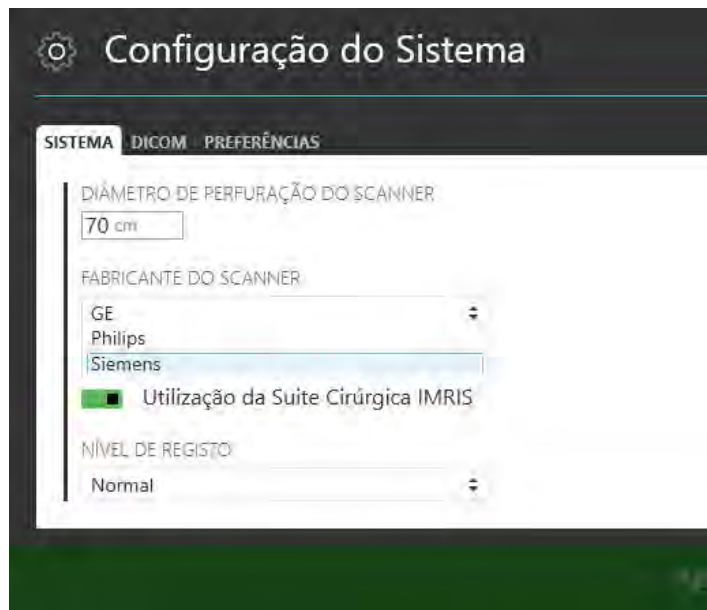 Configuração do Sistema
SISTEMA DICOM PREFERÊNCIAS
DIÂMETRO DE PERFURAÇÃO DO SCANNER
70 cm
FABRICANTE DO SCANNER
GE
Philips
Siemens
Utilização da Suite Cirúrgica IMRIS
NÍVEL DE REGISTO
Normal